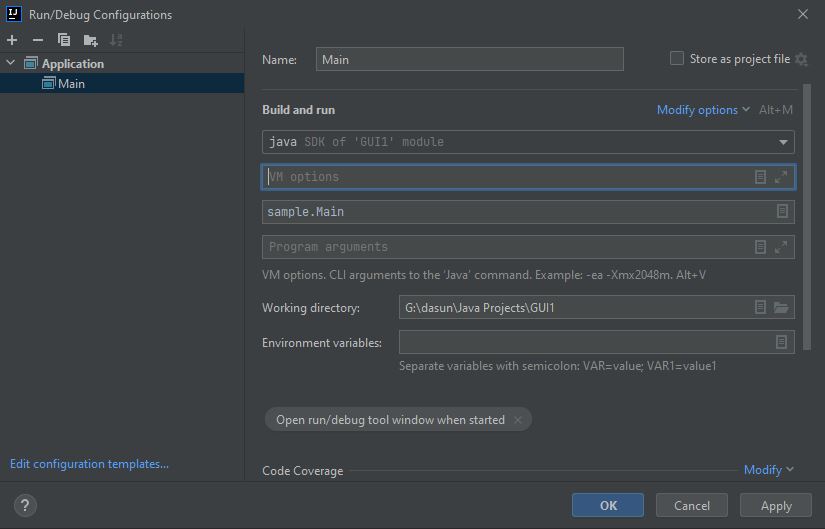 IJ Run/Debug Configurations
Application
Main
Name: Main Store as project file
Build and run Modify options Alt+M
java SDK of 'GUI1' module
VM options
sample.Main
Program arguments
VM options. CLI arguments to the 'Java' command. Example: -ea -Xmx2048m. Alt+V
Working directory: G:\dasun\Java Projects\GUI1
Environment variables:
Separate variables with semicolon: VAR=value; VAR1=value1
Open run/debug tool window when started
Edit configuration templates...
Code Coverage Modify
? OK Cancel Apply